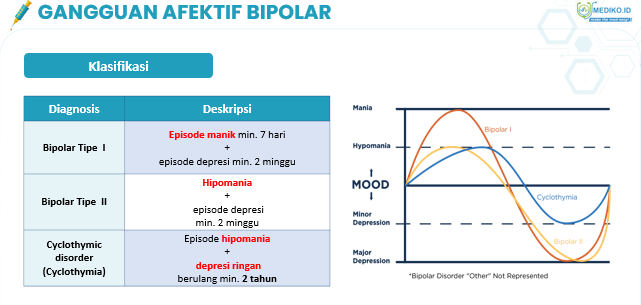 GANGGUAN AFEKTIF BIPOLAR
MEDIKO.ID
Klasifikasi
Diagnosis
Deskripsi
Bipolar Tipe I
Episode manik min. 7 hari
+
episode depresi min. 2 minggu
Bipolar Tipe II
Hipomania
+
episode depresi
min. 2 minggu
Cyclothymic
disorder
(Cyclothymia)
Episode hipomania
+
depresi ringan
berulang min. 2 tahun
Mania
Bipolar I
Hypomania
MOOD
Cyclothymia
Minor
Depression
Bipolar II
Major
Depression
*Bipolar Disorder "Other" Not Represented